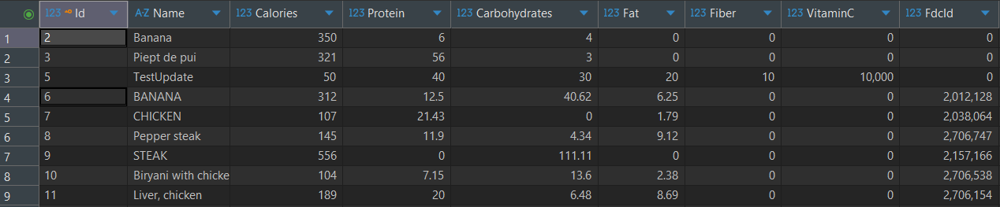 123 Id A-Z Name 123 Calories 123 Protein 123 Carbohydrates 123 Fat 123 Fiber 123 VitaminC 123 FdcId
1 2 Banana 350 6 4 0 0 0 0
2 3 Piept de pui 321 56 3 0 0 0 0
3 5 TestUpdate 50 40 30 20 10 10,000 0
4 6 BANANA 312 12.5 40.62 6.25 0 0 2,012,128
5 7 CHICKEN 107 21.43 0 1.79 0 0 2,038,064
6 8 Pepper steak 145 11.9 4.34 9.12 0 0 2,706,747
7 9 STEAK 556 0 111.11 0 0 0 2,157,166
8 10 Biryani with chicke 104 7.15 13.6 2.38 0 0 2,706,538
9 11 Liver, chicken 189 20 6.48 8.69 0 0 2,706,154